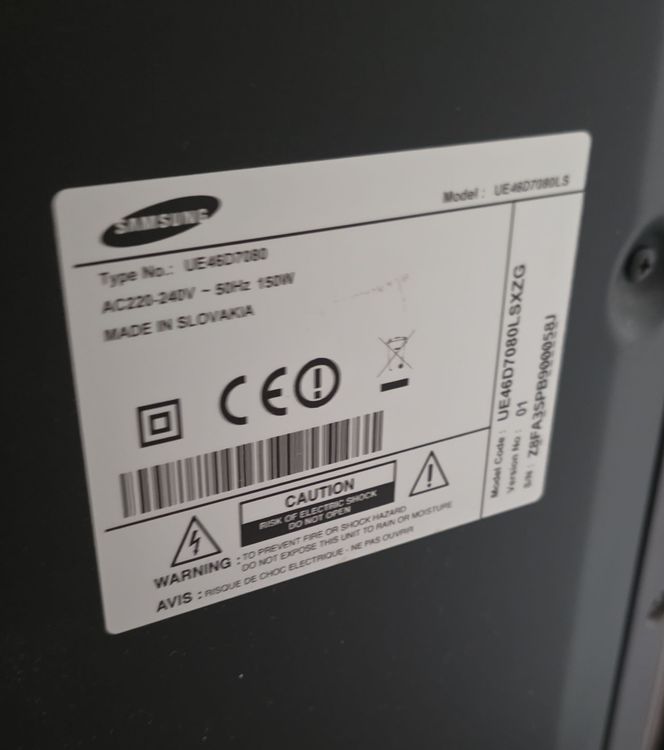 SAMSUNG
Model : UE46D7080LS
Type No.: UE46D7080
AC220-240V ~ 50Hz 150W
MADE IN SLOVAKIA
CE
CAUTION
RISK OF ELECTRIC SHOCK
DO NOT OPEN
WARNING : TO PREVENT FIRE OR SHOCK HAZARD
DO NOT EXPOSE THIS UNIT TO RAIN OR MOISTURE
AVIS : RISQUE DE CHOC ELECTRIQUE - NE PAS OUVRIR
Model Code : UE46D7080LSXZG
Version No : 01
S/N : Z8FA3SPB900058J